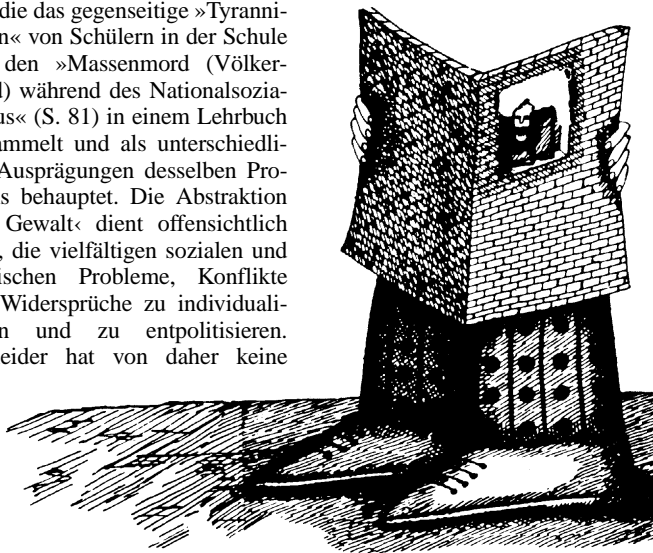 die das gegenseitige »Tyranni-
n« von Schülern in der Schule
den »Massenmord (Völker-
d) während des Nationalsozia-
us« (S. 81) in einem Lehrbuch
ammelt und als unterschiedli-
Ausprägungen desselben Pro-
s behauptet. Die Abstraktion
Gewalt‹ dient offensichtlich
, die vielfältigen sozialen und
ischen Probleme, Konflikte
Widersprüche zu individuali-
n und zu entpolitisieren.
eider hat von daher keine